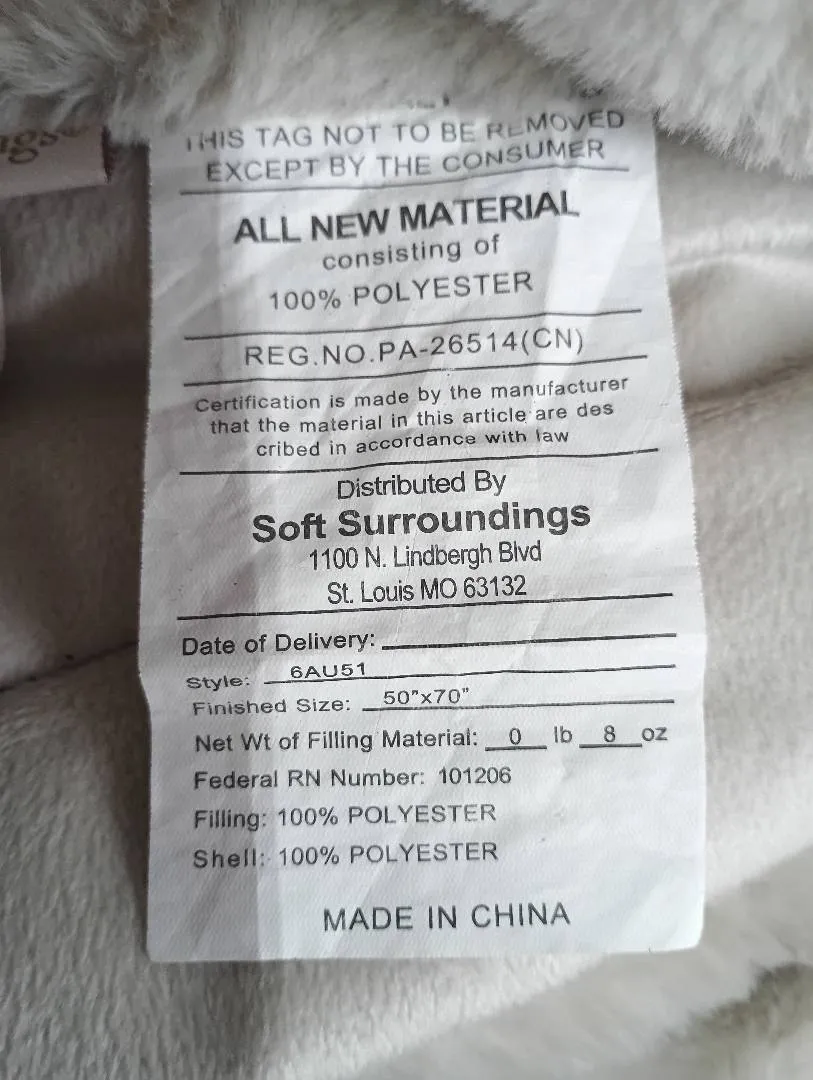 THIS TAG NOT TO BE REMOVED
EXCEPT BY THE CONSUMER
ALL NEW MATERIAL
consisting of
100% POLYESTER
REG.NO.PA-26514(CN)
Certification is made by the manufacturer
that the material in this article are des
cribed in accordance with law
Distributed By
Soft Surroundings
1100 N. Lindbergh Blvd
St. Louis MO 63132
Date of Delivery:
Style: 6AU51
Finished Size: 50"x70"
Net Wt of Filling Material: 0 lb 8 oz
Federal RN Number: 101206
Filling: 100% POLYESTER
Shell: 100% POLYESTER
MADE IN CHINA